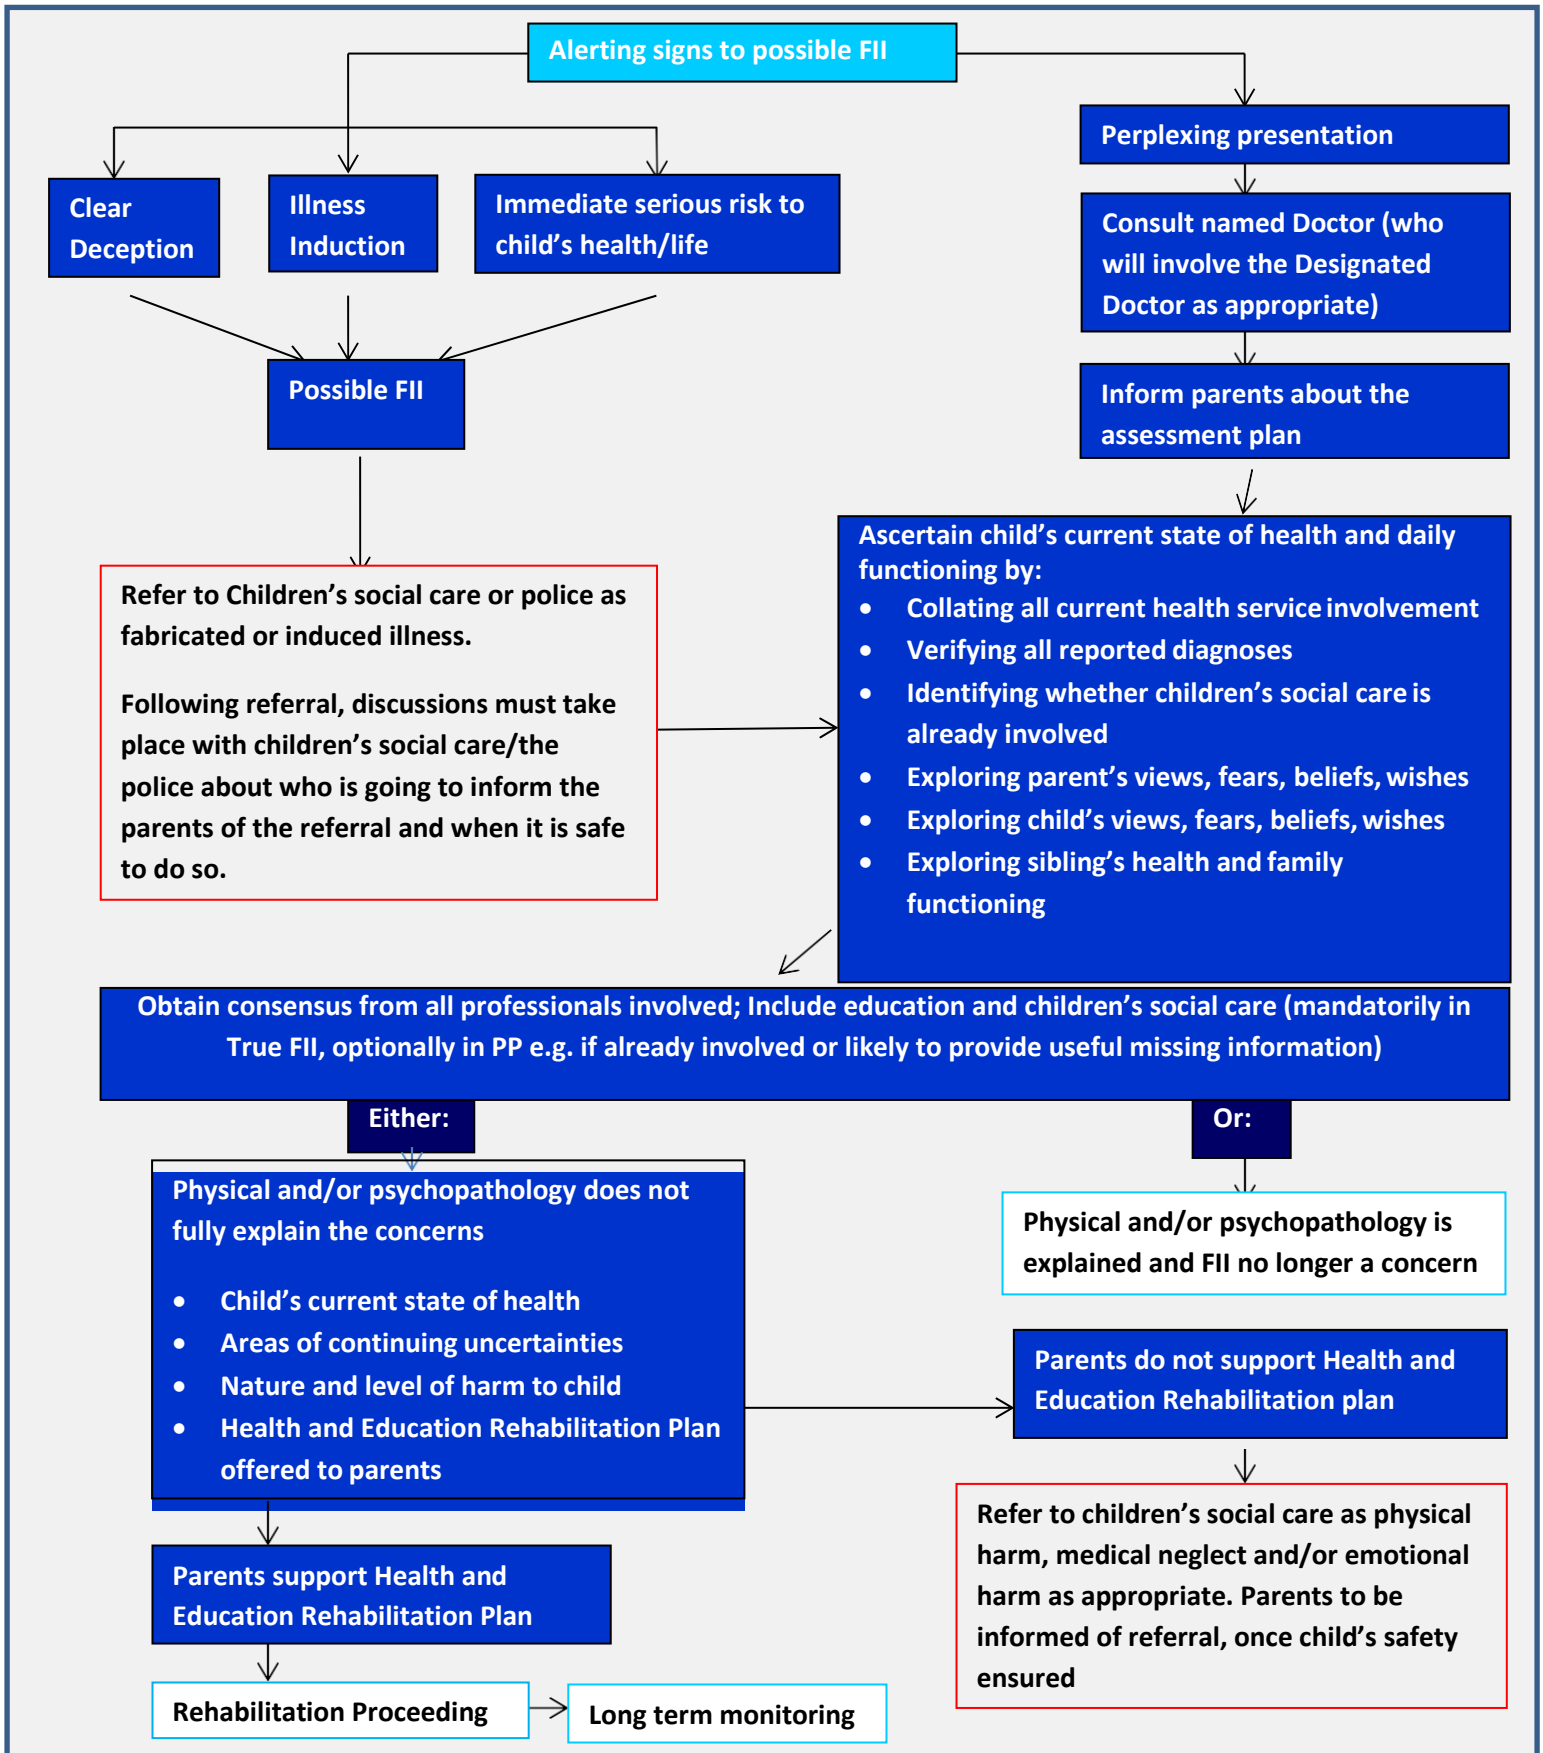 Alerting signs to possible FII
Perplexing presentation
Clear
Deception
Illness
Induction
Immediate serious risk to
child’s health/life
Consult named Doctor (who
will involve the Designated
Doctor as appropriate)
Possible FII
Inform parents about the
assessment plan
Refer to Children’s social care or police as
fabricated or induced illness.
Following referral, discussions must take
place with children’s social care/the
police about who is going to inform the
parents of the referral and when it is safe
to do so.
Ascertain child’s current state of health and daily
functioning by:
• Collating all current health service involvement
• Verifying all reported diagnoses
• Identifying whether children’s social care is
already involved
• Exploring parent’s views, fears, beliefs, wishes
• Exploring child’s views, fears, beliefs, wishes
• Exploring sibling’s health and family
functioning
Obtain consensus from all professionals involved; Include education and children’s social care (mandatorily in
True FII, optionally in PP e.g. if already involved or likely to provide useful missing information)
Either:
Or:
Physical and/or psychopathology does not
fully explain the concerns
• Child’s current state of health
• Areas of continuing uncertainties
• Nature and level of harm to child
• Health and Education Rehabilitation Plan
offered to parents
Physical and/or psychopathology is
explained and FII no longer a concern
Parents do not support Health and
Education Rehabilitation plan
Refer to children’s social care as physical
harm, medical neglect and/or emotional
harm as appropriate. Parents to be
informed of referral, once child’s safety
ensured
Parents support Health and
Education Rehabilitation Plan
Rehabilitation Proceeding
Long term monitoring